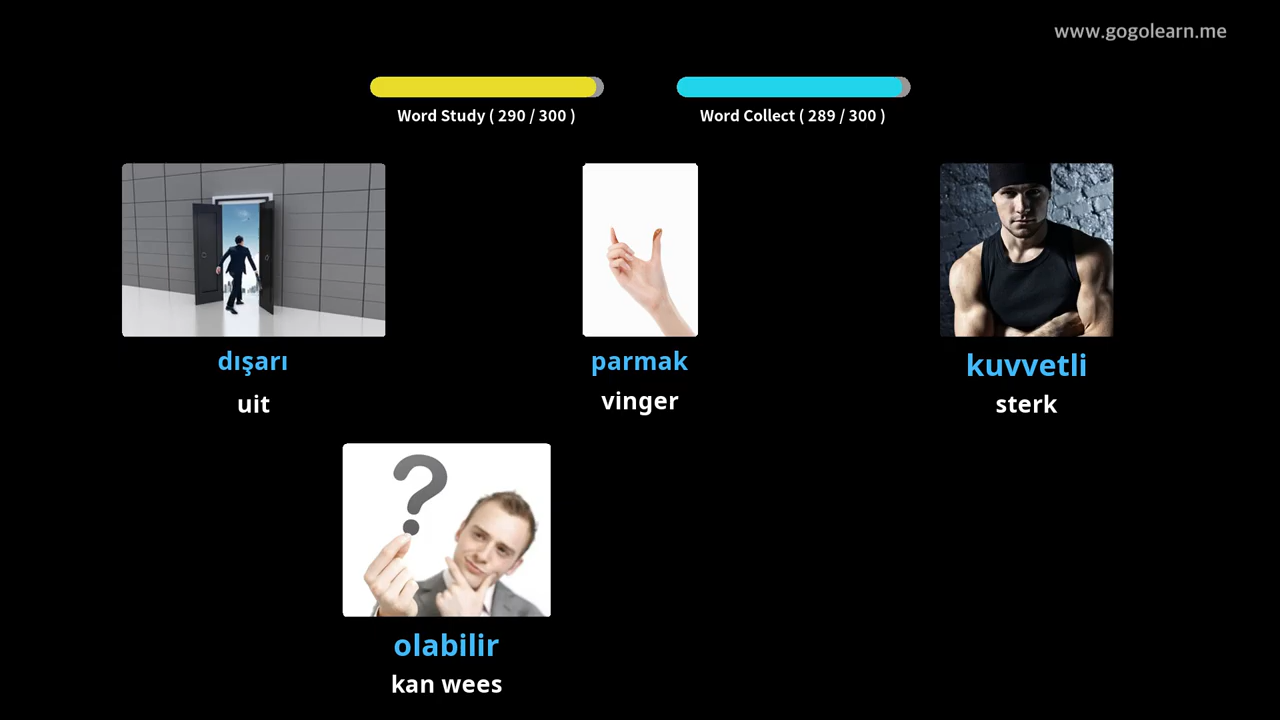 www.gogolearn.me
Word Study ( 290 / 300 )
Word Collect ( 289 / 300 )
dışarı
uit
parmak
vinger
kuvvetli
sterk
olabilir
kan wees